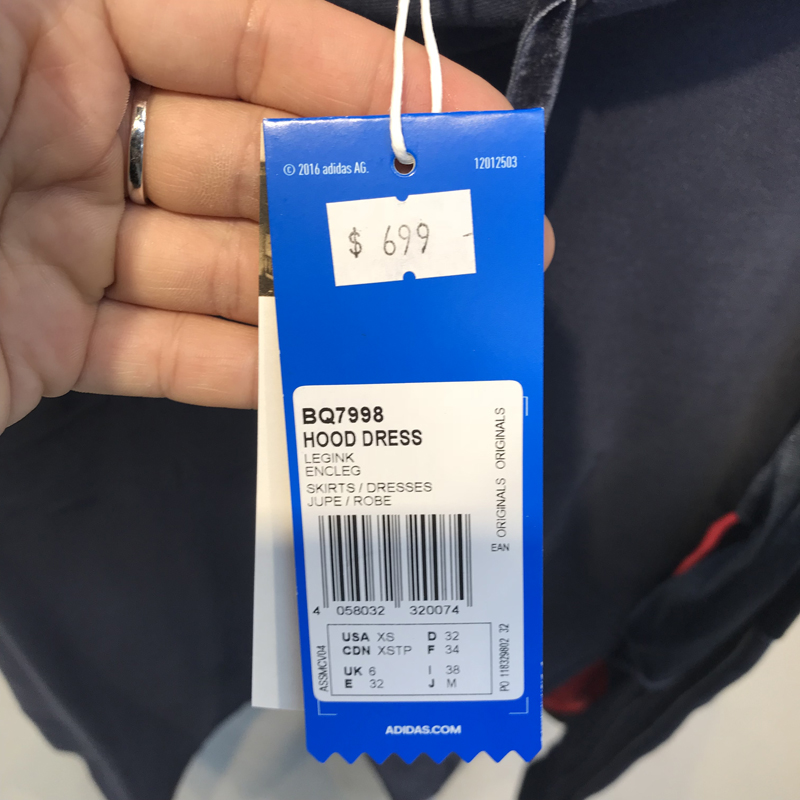 © 2016 adidas AG.
12012503
$ 699
BQ7998
HOOD DRESS
LEGINK
ENCLEG
SKIRTS / DRESSES
JUPE / ROBE
ORIGINALS ORIGINALS
EAN
4 058032 320074
ASSMCV04
USA XS D 32
CDN XSTP F 34
UK 6 I 38
E 32 J M
PO 118329802 32
ADIDAS.COM